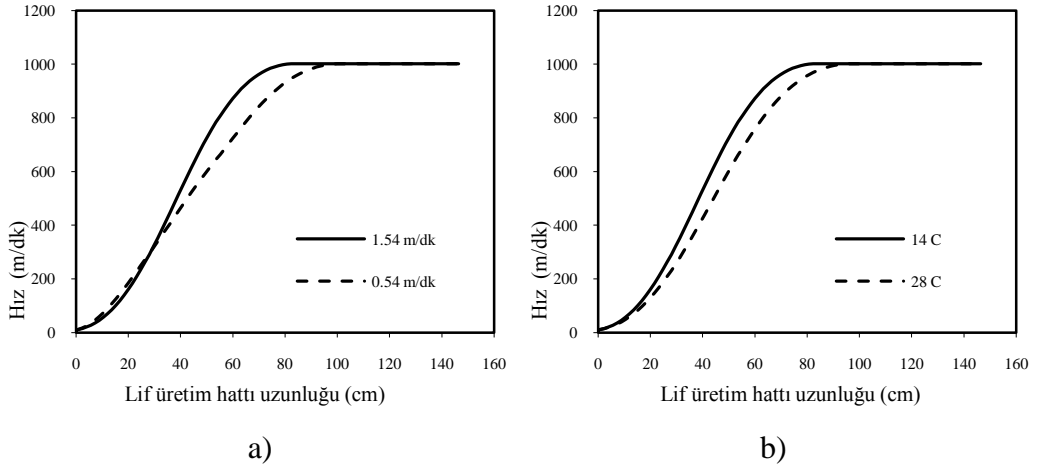 1200
1000
800
600
400
200
0
Hız (m/dk)
1.54 m/dk
0.54 m/dk
0 20 40 60 80 100 120 140 160
Lif üretim hattı uzunluğu (cm)
a)
1200
1000
800
600
400
200
0
Hız (m/dk)
14 C
28 C
0 20 40 60 80 100 120 140 160
Lif üretim hattı uzunluğu (cm)
b)